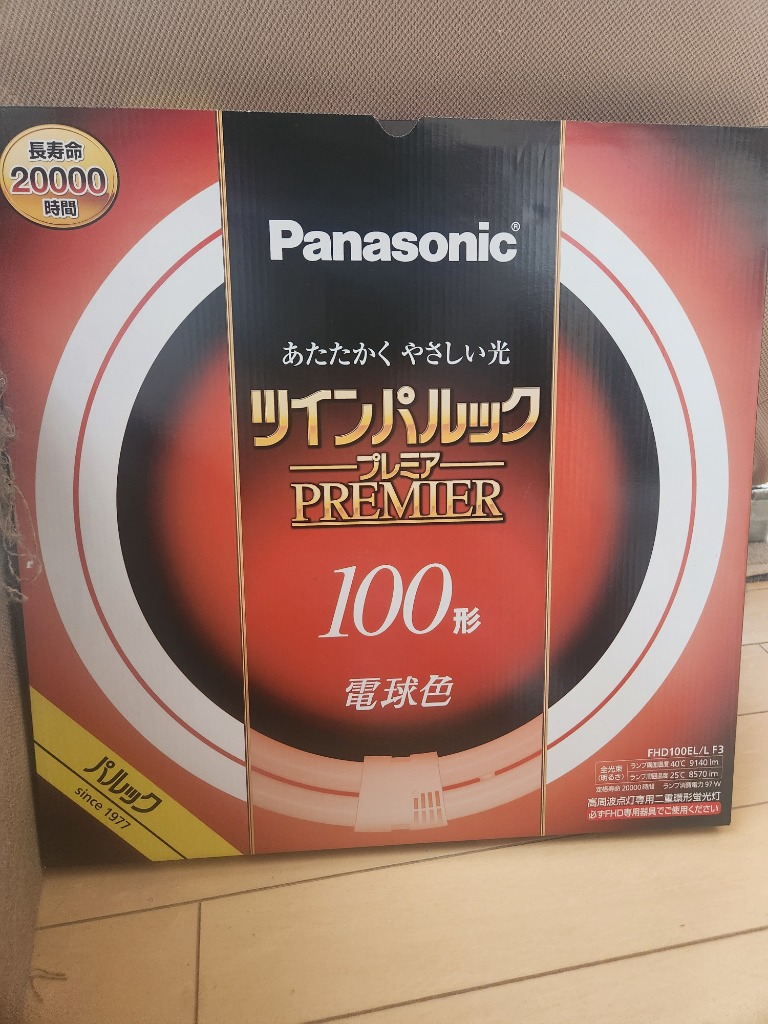 長寿命
20000
時間
Panasonic®
あたたかく やさしい光
ツインパルック
プレミア
PREMIER
100形
電球色
パルック
since 1977
FHD100EL/L F3
全光束
(明るさ)
ランプ周囲温度 40℃ 9140 lm
ランプ周囲温度 25℃ 8570 lm
定格寿命 20000時間 ランプ消費電力 97W
高周波点灯専用二重環形蛍光灯
必ずFHD専用器具でご使用ください